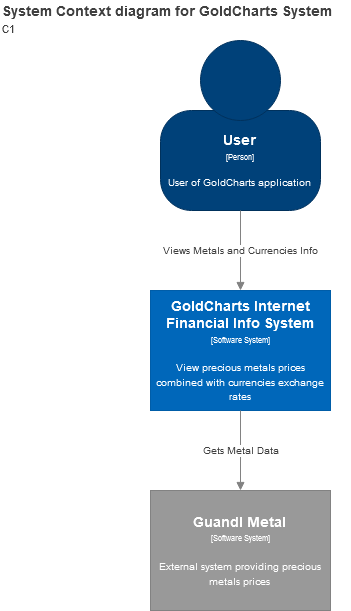 System Context diagram for GoldCharts System
C1
User
[Person]
User of GoldCharts application
Views Metals and Currencies Info
GoldCharts Internet
Financial Info System
[Software System]
View precious metals prices
combined with currencies exchange
rates
Gets Metal Data
Guandl Metal
[Software System]
External system providing precious
metals prices